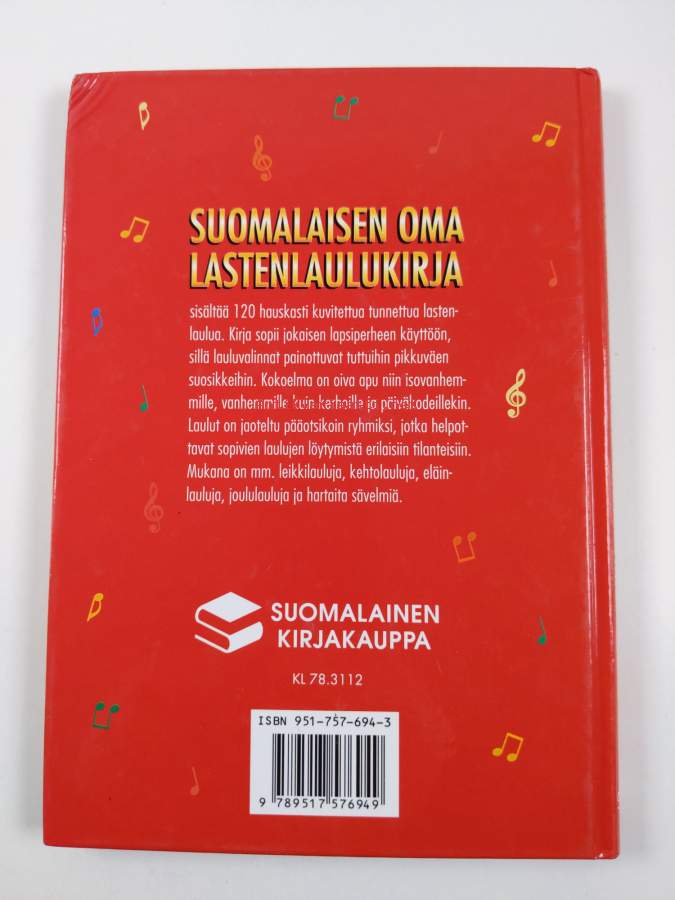 SUOMALAISEN OMA
LASTENLAULUKIRJA
sisältää 120 hauskasti kuvitettua tunnettua lasten-
laulua. Kirja sopii jokaisen lapsiperheen käyttöön,
sillä lauluvalinnat painottuvat tuttuihin pikkuväen
suosikkeihin. Kokoelma on oiva apu niin isovanhem-
mille, vanhemmille kuin kerhoille ja päiväkodeillekin.
Laulut on jaoteltu pääotsikoin ryhmiksi, jotka helpot-
tavat sopivien laulujen löytymistä erilaisiin tilanteisiin.
Mukana on mm. leikkilauluja, kehtolauluja, eläin-
lauluja, joululauluja ja hartaita sävelmiä.
SUOMALAINEN
KIRJAKAUPPA
KL 78.3112
ISBN 951-757-694-3
9 789517 576949